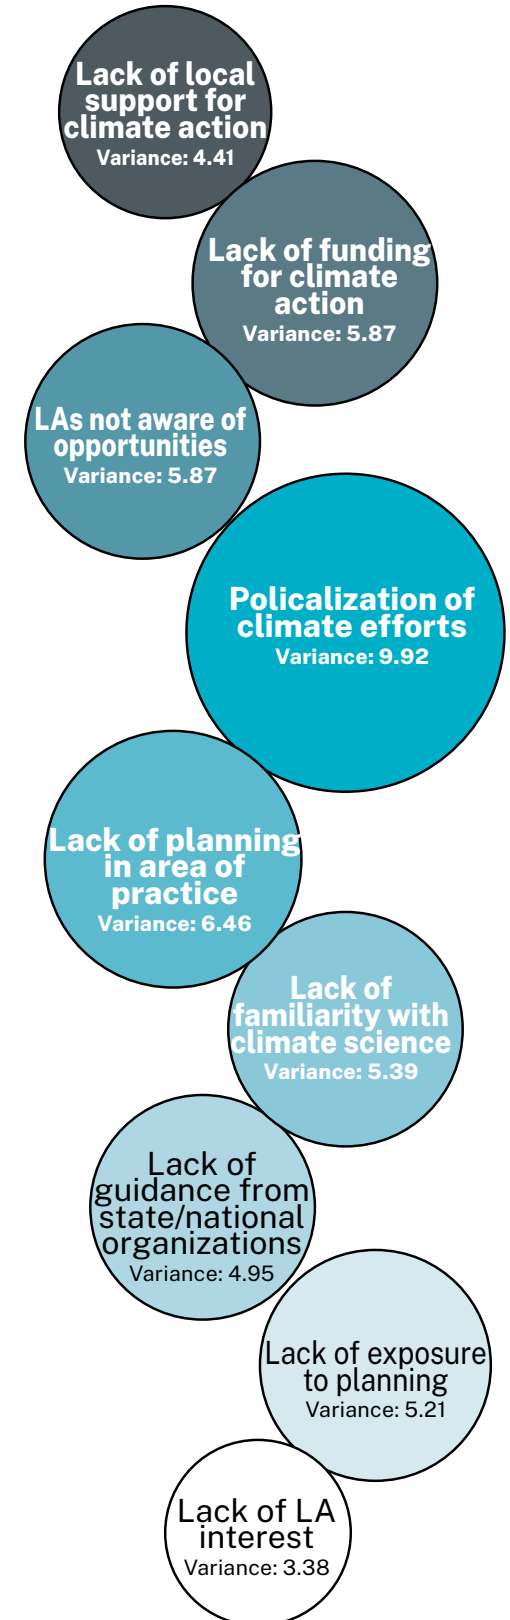 Lack of local
support for
climate action
Variance: 4.41
Lack of funding
for climate
action
Variance: 5.87
LAs not aware of
opportunities
Variance: 5.87
Policalization of
climate efforts
Variance: 9.92
Lack of planning
in area of
practice
Variance: 6.46
Lack of
familiarity with
climate science
Variance: 5.39
Lack of
guidance from
state/national
organizations
Variance: 4.95
Lack of exposure
to planning
Variance: 5.21
Lack of LA
interest
Variance: 3.38